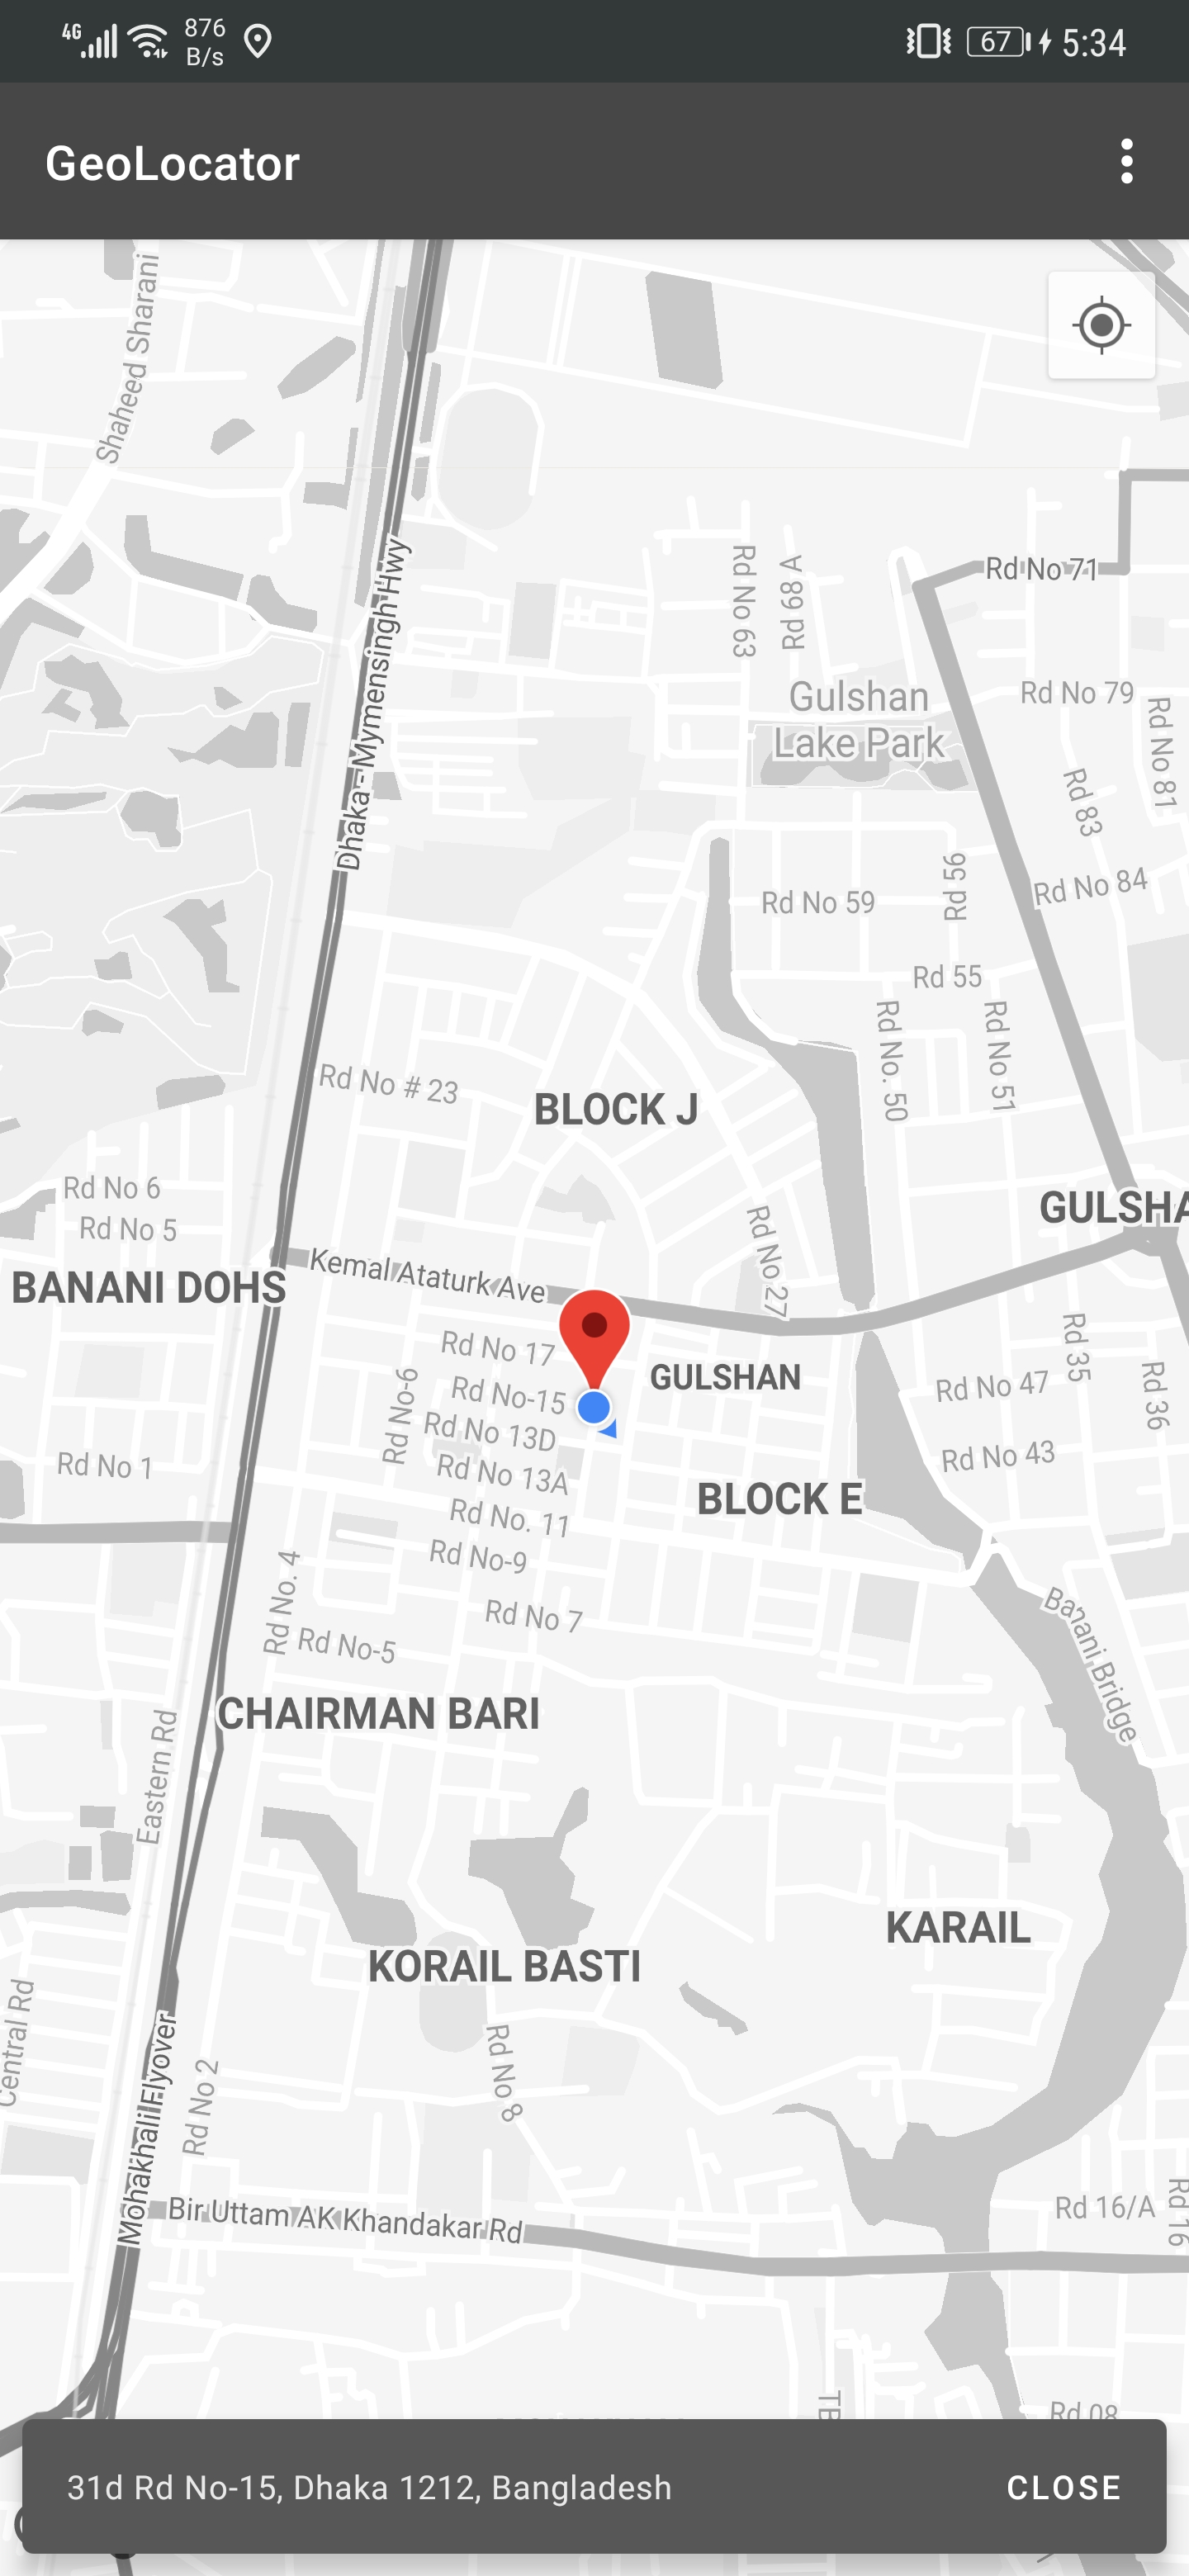 4G 876 B/s 67 5:34
GeoLocator
Shaheed Sharani
Dhaka - Mymensingh Hwy
Rd No 63
Rd 68 A
Rd No 71
Gulshan
Lake Park
Rd No 79
Rd No 81
Rd 83
Rd No 84
Rd No 59
Rd 56
Rd 55
Rd No. 50
Rd No 51
Rd No # 23
BLOCK J
Rd No 6
Rd No 5
GULSHA
BANANI DOHS
Kemal Ataturk Ave
Rd No 27
Rd No 17
Rd No-15
Rd No 13D
Rd No 13A
Rd No. 11
Rd No-9
Rd No 7
Rd No-6
GULSHAN
Rd No 47
Rd 35
Rd 36
Rd No 43
Rd No 1
BLOCK E
Rd No. 4
Rd No-5
Banani Bridge
CHAIRMAN BARI
Eastern Rd
KARAIL
KORAIL BASTI
Central Rd
Rd No 8
Mohakhali Flyover
Rd No 2
Bir Uttam AK Khandakar Rd
Rd 16/A
Rd 16
TB
Rd 08
31d Rd No-15, Dhaka 1212, Bangladesh
CLOSE